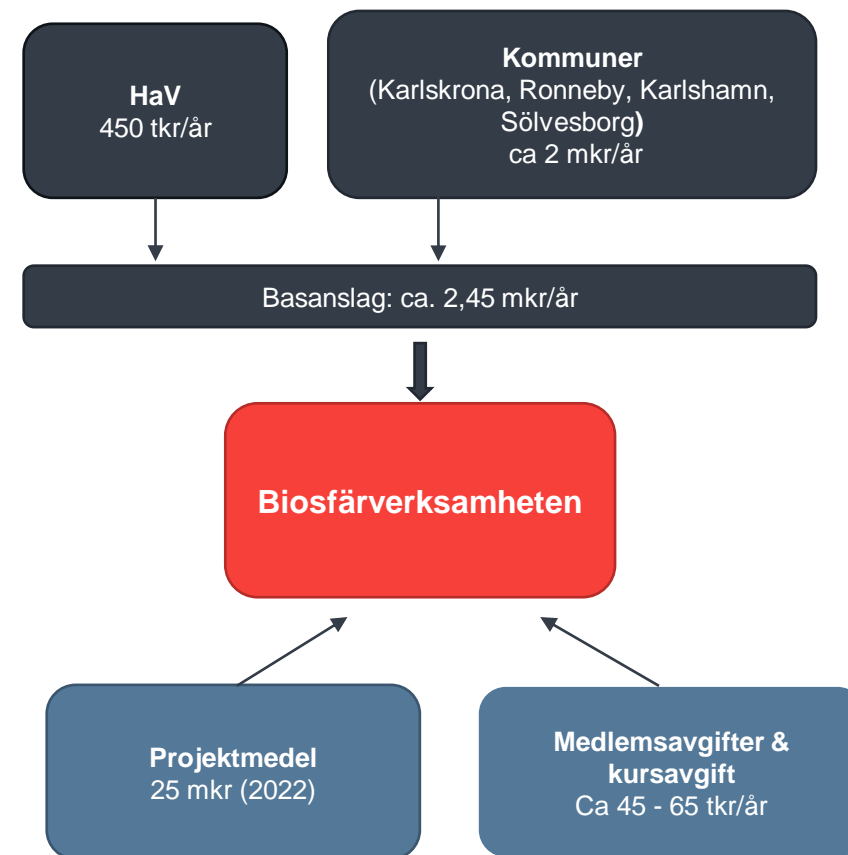 HaV
450 tkr/år
Kommuner
(Karlskrona, Ronneby, Karlshamn,
Sölvesborg)
ca 2 mkr/år
Basanslag: ca. 2,45 mkr/år
Biosfärverksamheten
Projektmedel
25 mkr (2022)
Medlemsavgifter &
kursavgift
Ca 45 - 65 tkr/år